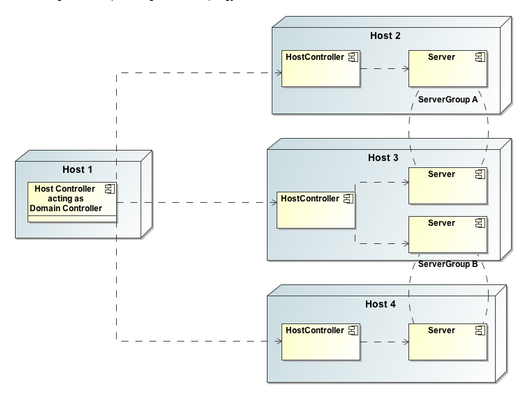 Host 2
HostController
Server
ServerGroup A
Host 1
Host Controller
acting as
Domain Controller
Host 3
HostController
Server
Server
ServerGroup B
Host 4
HostController
Server